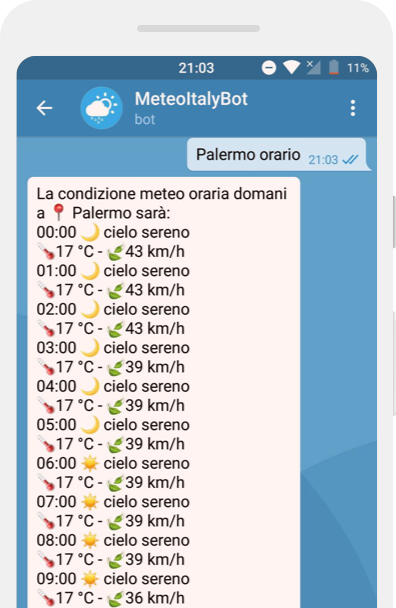 21:03 11%
MeteoItalyBot
bot
Palermo orario 21:03
La condizione meteo oraria domani
a 📍 Palermo sarà:
00:00 🌙 cielo sereno
🌡17 °C - 🍃43 km/h
01:00 🌙 cielo sereno
🌡17 °C - 🍃43 km/h
02:00 🌙 cielo sereno
🌡17 °C - 🍃43 km/h
03:00 🌙 cielo sereno
🌡17 °C - 🍃39 km/h
04:00 🌙 cielo sereno
🌡17 °C - 🍃39 km/h
05:00 🌙 cielo sereno
🌡17 °C - 🍃39 km/h
06:00 ☀️ cielo sereno
🌡17 °C - 🍃39 km/h
07:00 ☀️ cielo sereno
🌡17 °C - 🍃39 km/h
08:00 ☀️ cielo sereno
🌡17 °C - 🍃39 km/h
09:00 ☀️ cielo sereno
🌡17 °C - 🍃36 km/h